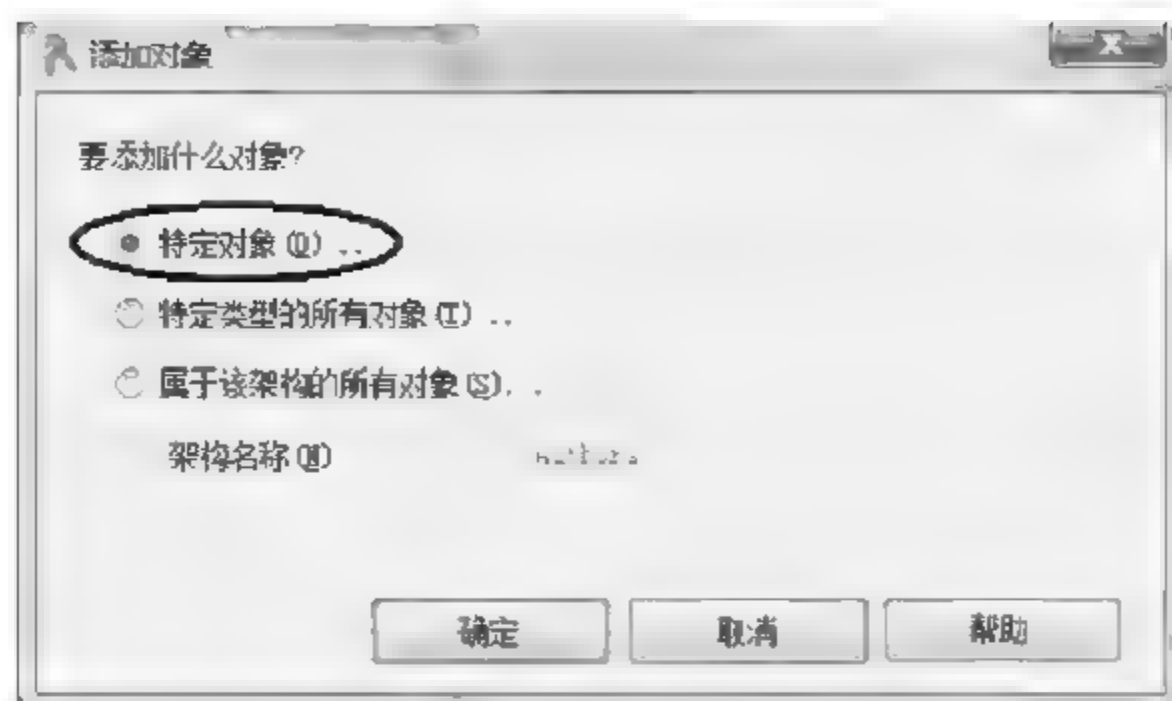 添加对象
要添加什么对象?
特定对象(O)...
特定类型的所有对象(T)...
属于该架构的所有对象(S)...
架构名称(N)
确定 取消 帮助